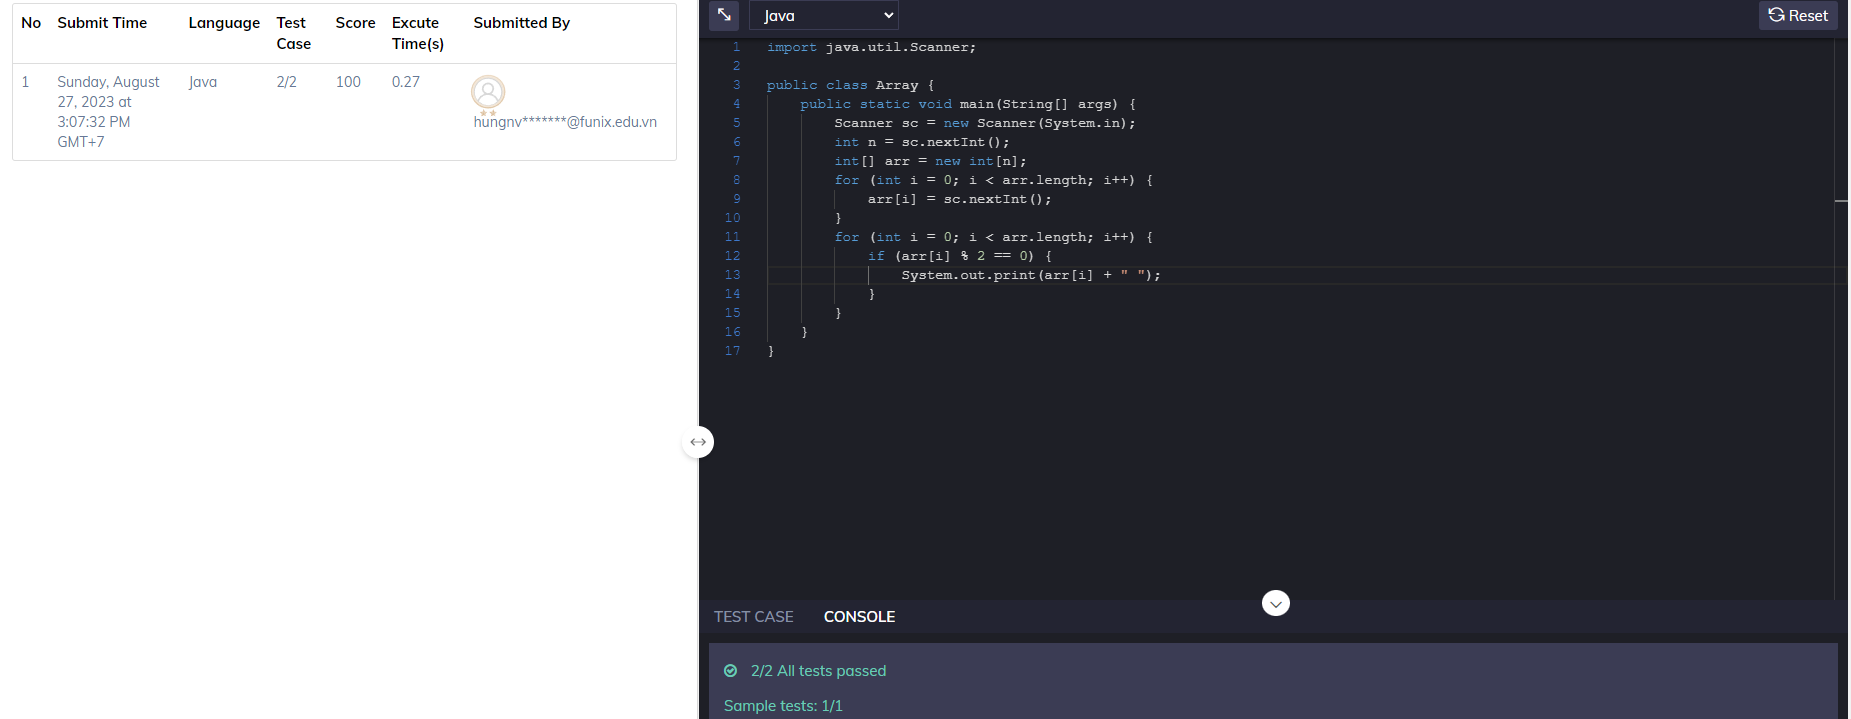 No Submit Time Language Test Case Score Excute Time(s) Submitted By
1 Sunday, August 27, 2023 at 3:07:32 PM GMT+7 Java 2/2 100 0.27 hungnv*******@funix.edu.vn
Java
Reset
1 import java.util.Scanner;
2
3 public class Array {
4     public static void main(String[] args) {
5         Scanner sc = new Scanner(System.in);
6         int n = sc.nextInt();
7         int[] arr = new int[n];
8         for (int i = 0; i < arr.length; i++) {
9             arr[i] = sc.nextInt();
10         }
11         for (int i = 0; i < arr.length; i++) {
12             if (arr[i] % 2 == 0) {
13                 System.out.print(arr[i] + " ");
14             }
15         }
16     }
17 }
TEST CASE CONSOLE
2/2 All tests passed
Sample tests: 1/1